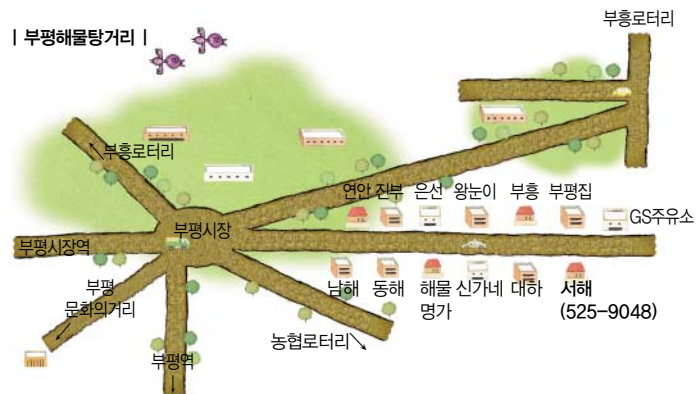 | 부평해물탕거리 |
부흥로터리
부흥로터리
연안 진부 은선 왕눈이 부흥 부평집
GS주유소
부평시장
부평시장역
남해 동해 해물 신가네 대하 서해
명가 (525-9048)
부평
문화의거리
농협로터리
부평역